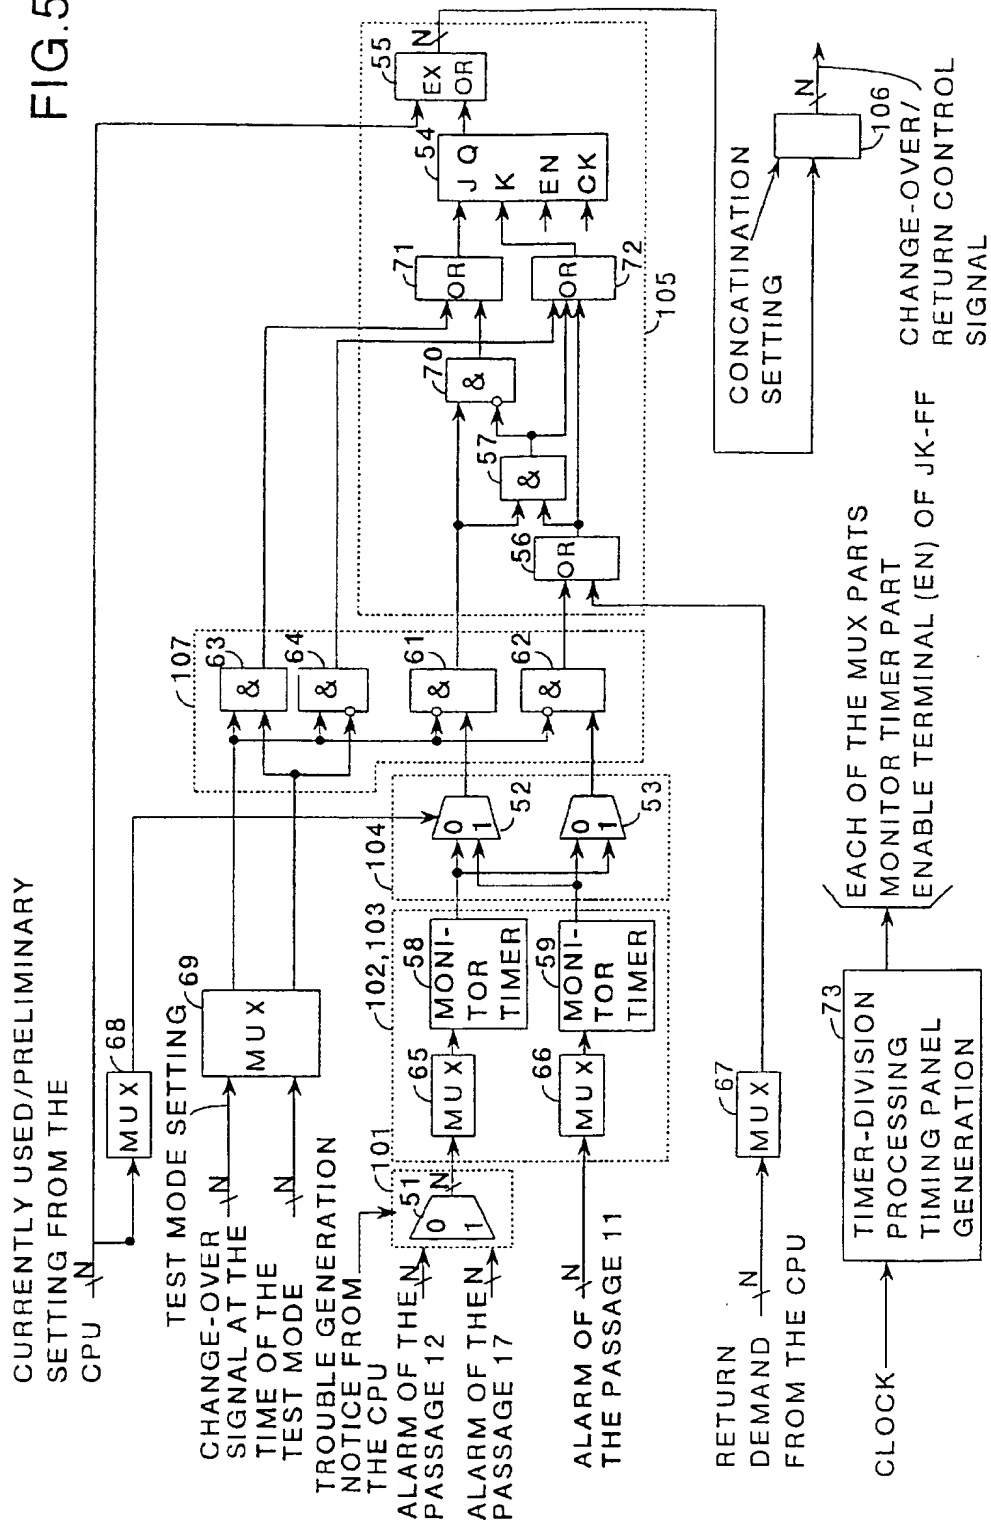 FIG.5
CURRENTLY USED/PRELIMINARY
SETTING FROM THE
CPU
N
MUX
68
TEST MODE SETTING
CHANGE-OVER
SIGNAL AT THE
TIME OF THE
TEST MODE
N
N
MUX
69
TROUBLE GENERATION
NOTICE FROM
THE CPU
ALARM OF THE
PASSAGE 12
N
ALARM OF THE
PASSAGE 17
N
101
51
0
1
N
ALARM OF
THE PASSAGE 11
N
102,103
65
MUX
58
MONI-
TOR
TIMER
66
MUX
59
MONI-
TOR
TIMER
104
0
1
52
0
1
53
107
63
&
64
&
61
&
62
&
105
56
OR
57
&
70
&
71
OR
72
OR
54
J Q
K
EN
CK
55
EX
OR
N
RETURN
DEMAND
FROM THE CPU
N
67
MUX
CONCATINATION
SETTING
106
N
CHANGE-OVER/
RETURN CONTROL
SIGNAL
CLOCK
73
TIMER-DIVISION
PROCESSING
TIMING PANEL
GENERATION
EACH OF THE MUX PARTS
MONITOR TIMER PART
ENABLE TERMINAL (EN) OF JK-FF